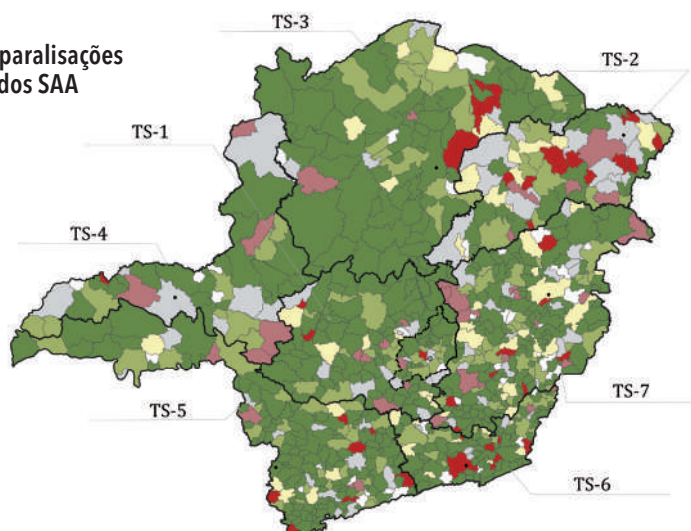 paralisações
dos SAA
TS-3
TS-2
TS-1
TS-4
TS-5
TS-7
TS-6